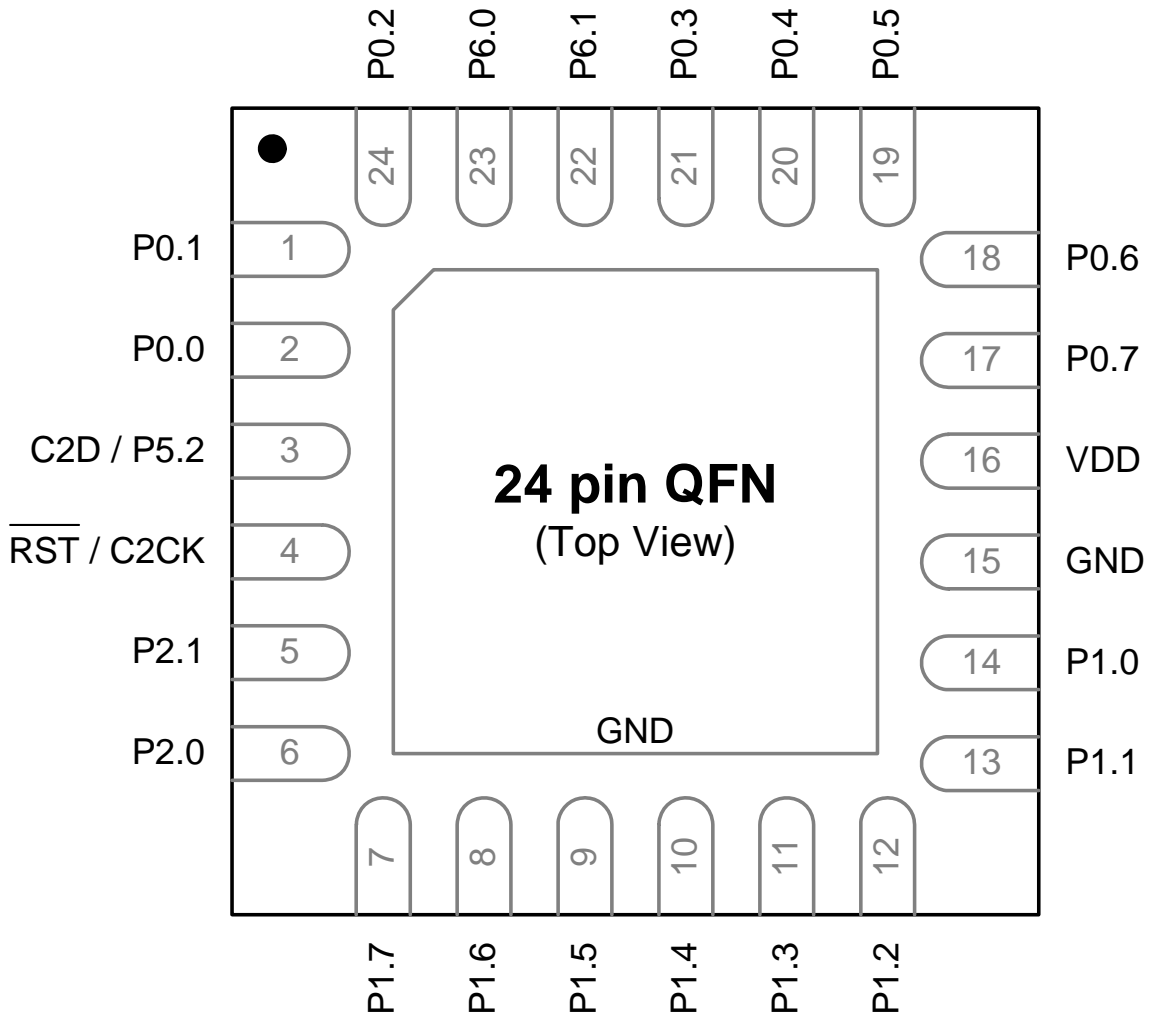 P0.2
P6.0
P6.1
P0.3
P0.4
P0.5
24
23
22
21
20
19
P0.1
1
P0.0
2
C2D / P5.2
3
RST / C2CK
4
P2.1
5
P2.0
6
18
P0.6
17
P0.7
16
VDD
15
GND
14
P1.0
13
P1.1
24 pin QFN
(Top View)
GND
7
8
9
10
11
12
P1.7
P1.6
P1.5
P1.4
P1.3
P1.2